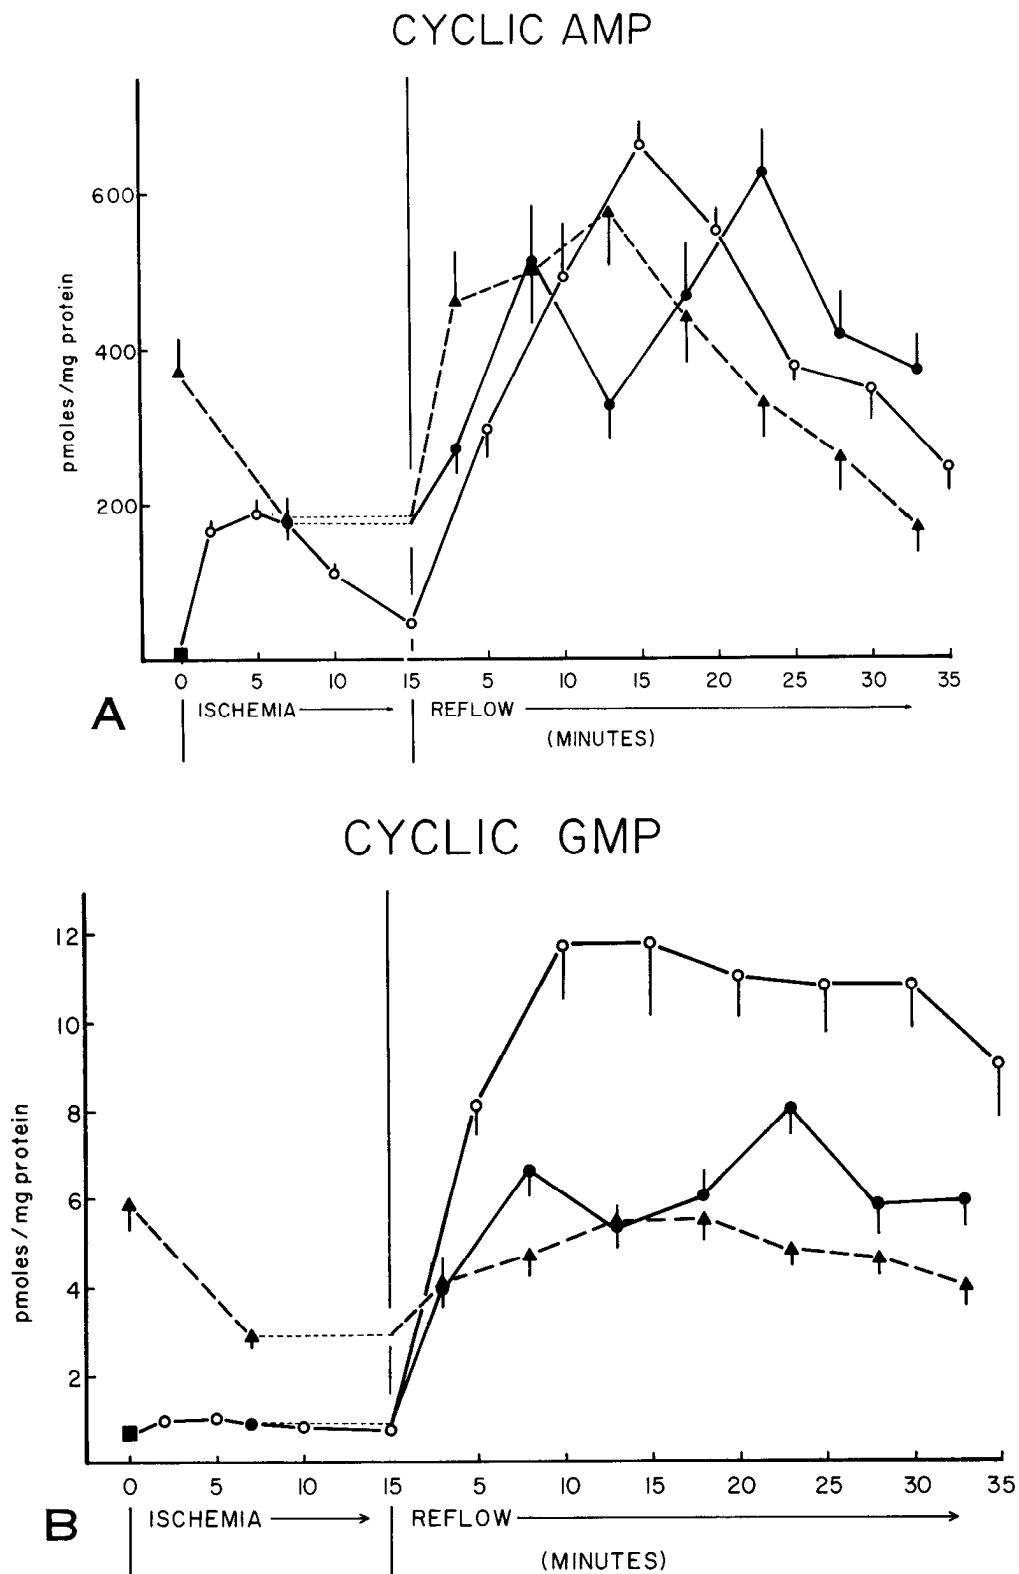 CYCLIC AMP
600
400
200
pmoles/mg protein
0 5 10 15 5 10 15 20 25 30 35
A ISCHEMIA REFLOW
(MINUTES)
CYCLIC GMP
12
10
8
6
4
2
pmoles/mg protein
0 5 10 15 5 10 15 20 25 30 35
B ISCHEMIA REFLOW
(MINUTES)